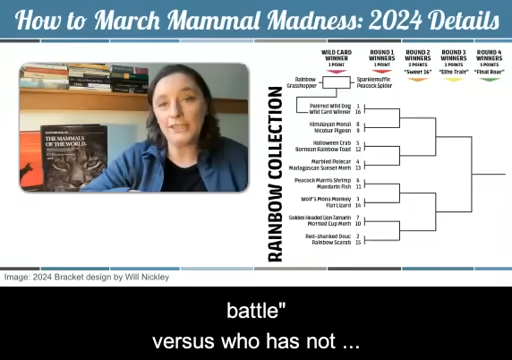 How to March Mammal Madness: 2024 Details
WILD CARD
WINNER
1 POINT
ROUND 1
WINNERS
1 POINT
ROUND 2
WINNERS
2 POINTS
"Sweet 16"
ROUND 3
WINNERS
3 POINTS
"Elite Trait"
ROUND 4
WINNERS
5 POINTS
"Final Roar"
Rainbow
Grasshopper
Sparklemuffin
Peacock Spider
RAINBOW COLLECTION
Painted Wild Dog 1
Wild Card Winner 16
Himalayan Monal 8
Nicobar Pigeon 9
Halloween Crab 5
Bornean Rainbow Toad 12
Marbled Polecat 4
Madagascan Sunset Moth 13
Peacock Mantis Shrimp 6
Mandarin Fish 11
Wolf's Mona Monkey 3
Flat Lizard 14
Golden Headed Lion Tamarin 7
10
Red-shanked Douc 2
Rainbow Scarab 15
THE MAMMALS
OF THE WORLD
Image: 2024 Bracket design by Will Nickley
battle"
versus who has not ...